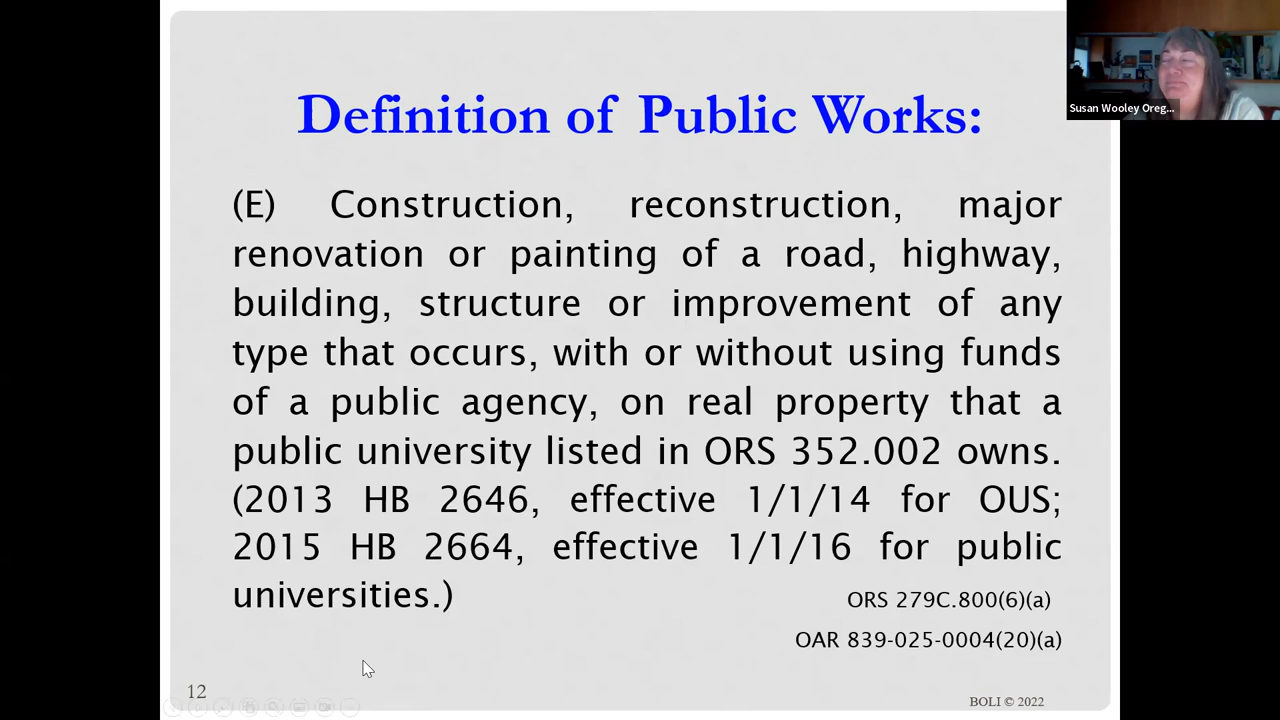 Definition of Public Works:
Susan Wooley Oreg...
(E) Construction, reconstruction, major
renovation or painting of a road, highway,
building, structure or improvement of any
type that occurs, with or without using funds
of a public agency, on real property that a
public university listed in ORS 352.002 owns.
(2013 HB 2646, effective 1/1/14 for OUS;
2015 HB 2664, effective 1/1/16 for public
universities.)
ORS 279C.800(6)(a)
OAR 839-025-0004(20)(a)
12
BOLI © 2022